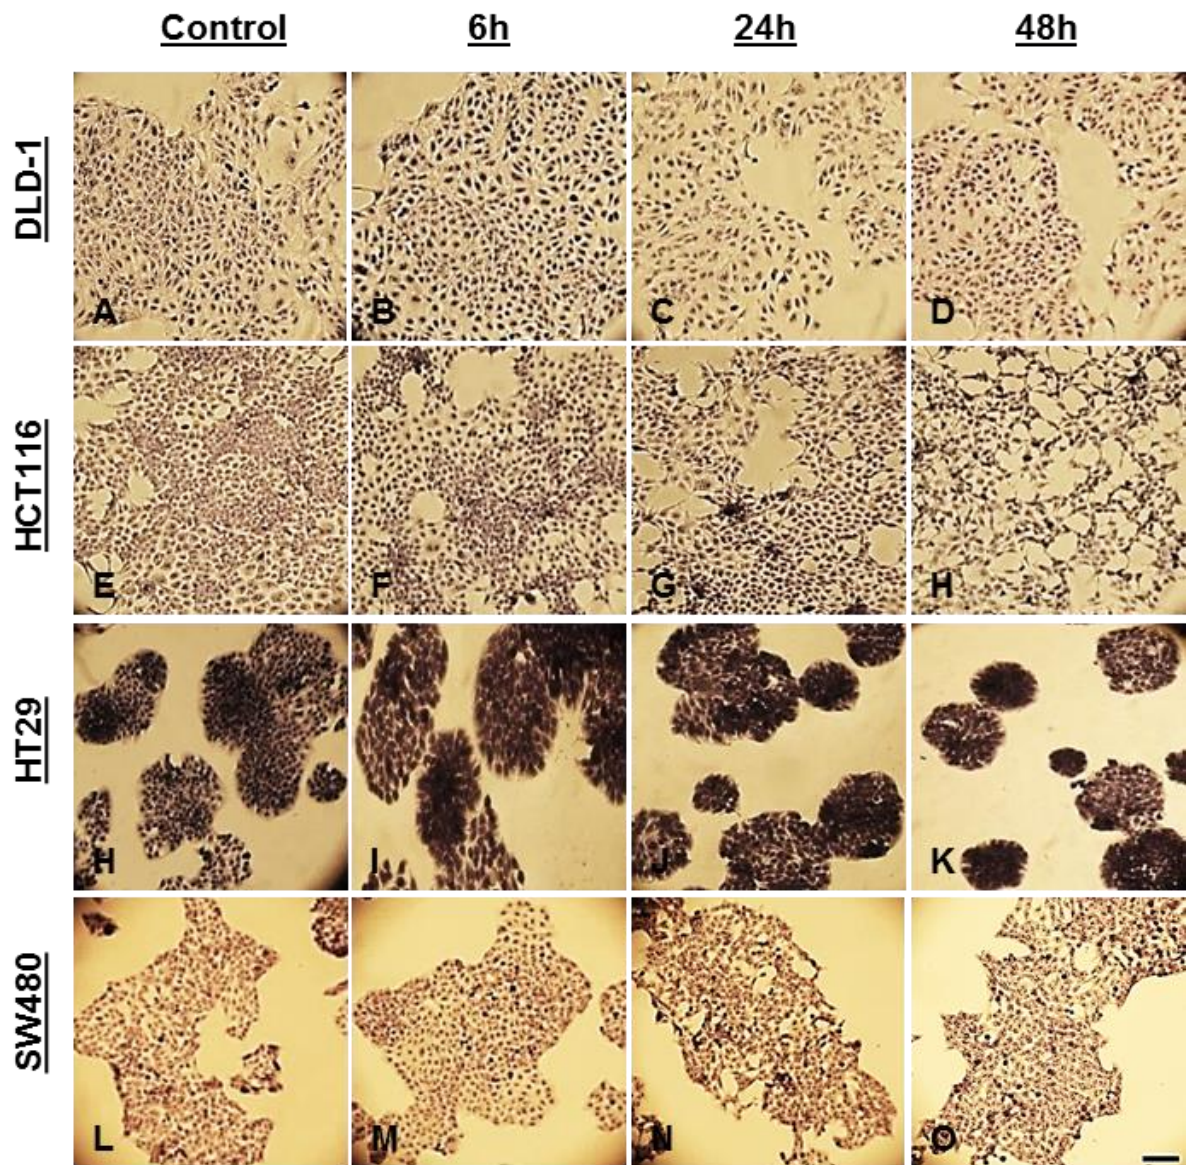 Control 6h 24h 48h
DLD-1
A B C D
HCT116
E F G H
HT29
H I J K
SW480
L M N O